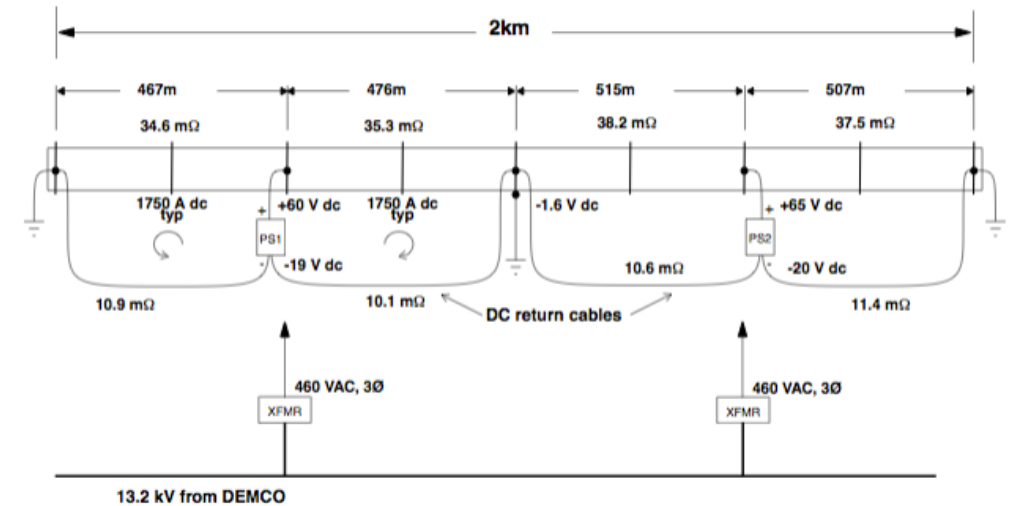 2km
467m
476m
515m
507m
34.6 mΩ
35.3 mΩ
38.2 mΩ
37.5 mΩ
1750 A dc
typ
+60 V dc
1750 A dc
typ
-1.6 V dc
+65 V dc
+
PS1
-
-19 V dc
+
PS2
-
-20 V dc
10.9 mΩ
10.1 mΩ
10.6 mΩ
11.4 mΩ
DC return cables
460 VAC, 3Ø
XFMR
460 VAC, 3Ø
XFMR
13.2 kV from DEMCO